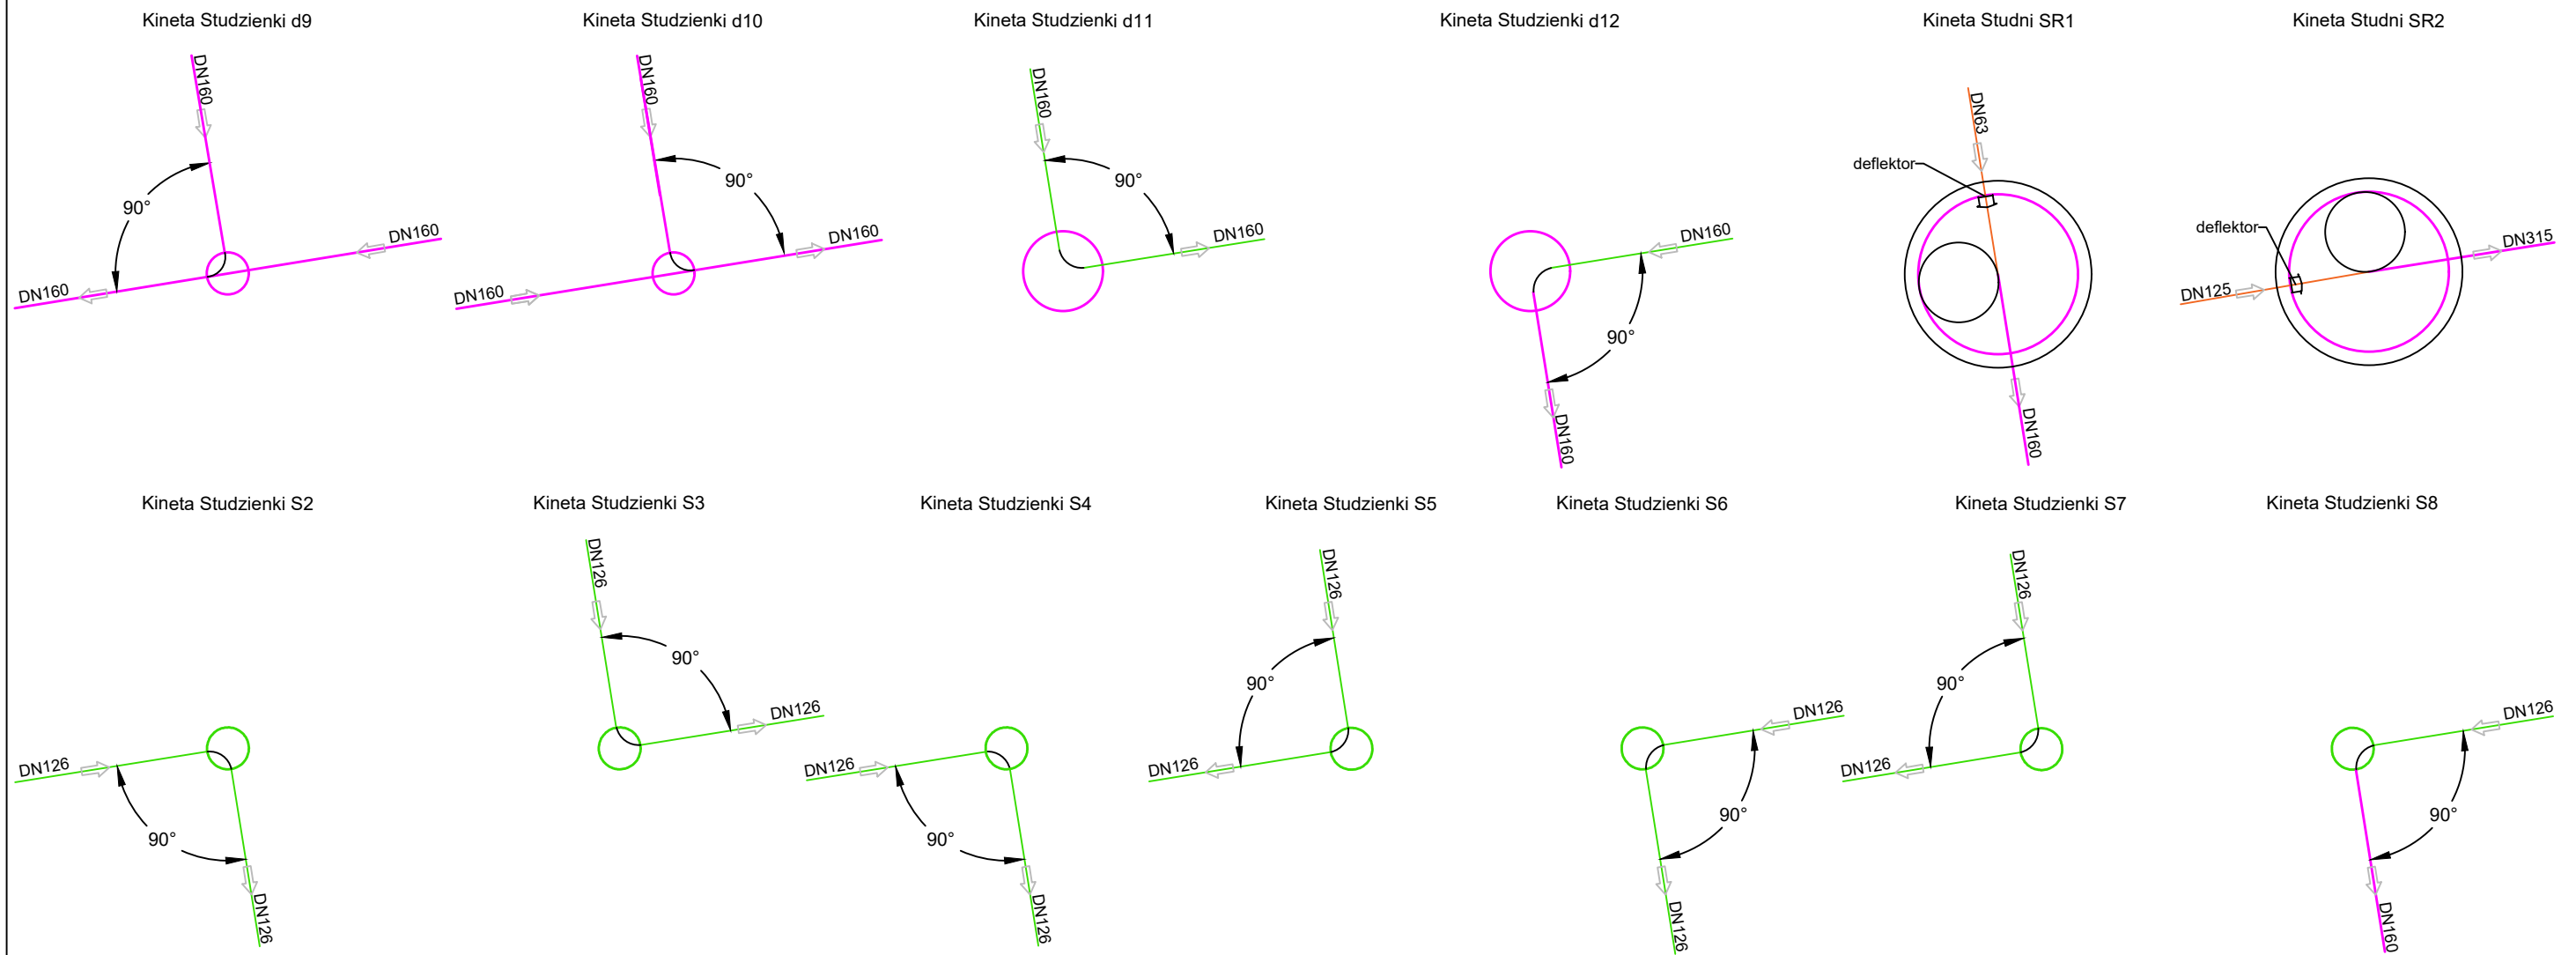 Kineta Studzienki d9
DN160
90°
DN160
DN160
Kineta Studzienki d10
DN160
90°
DN160
DN160
Kineta Studzienki d11
DN160
90°
DN160
Kineta Studzienki d12
DN160
90°
DN160
Kineta Studni SR1
DN63
deflektor
DN160
Kineta Studni SR2
deflektor
DN315
DN125
Kineta Studzienki S2
DN126
90°
DN126
Kineta Studzienki S3
DN126
90°
DN126
Kineta Studzienki S4
DN126
90°
DN126
Kineta Studzienki S5
DN126
90°
DN126
Kineta Studzienki S6
DN126
90°
DN126
Kineta Studzienki S7
DN126
90°
DN126
Kineta Studzienki S8
DN126
90°
DN160